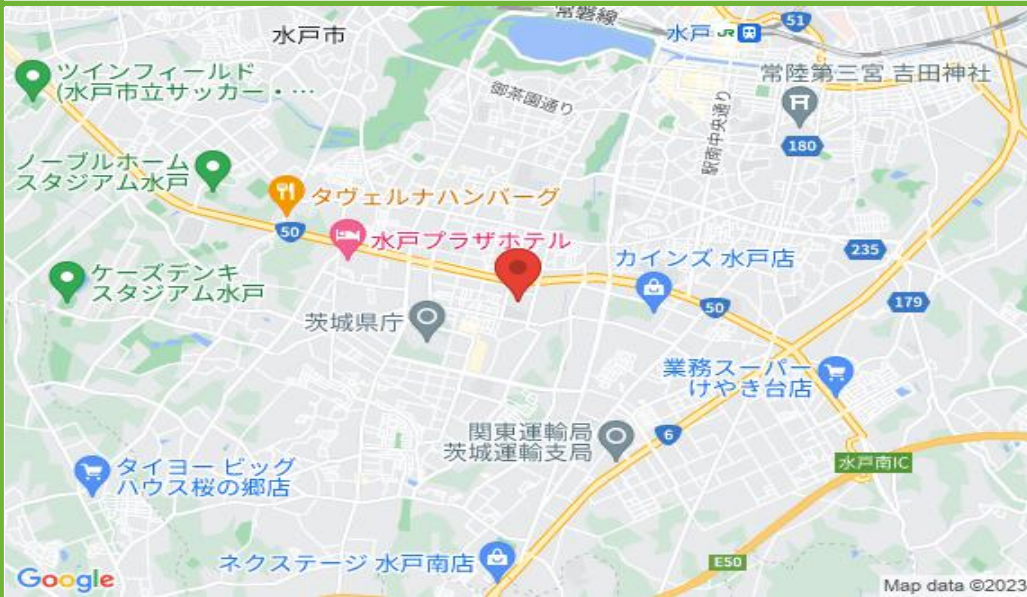 常磐線
51
水戸市
水戸 JR
ツインフィールド
(水戸市立サッカー・…
御茶園通り
駅南中央通り
常陸第三宮 吉田神社
180
ノーブルホーム
スタジアム水戸
タヴェルナハンバーグ
50
水戸プラザホテル
カインズ 水戸店
235
ケーズデンキ
スタジアム水戸
179
50
茨城県庁
業務スーパー
けやき台店
関東運輸局
茨城運輸支局
6
水戸南IC
タイヨー ビッグ
ハウス桜の郷店
ネクステージ 水戸南店
E50
Google
Map data ©2023